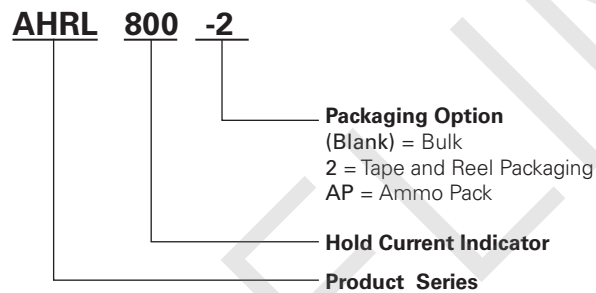 AHRL 800 -2
Packaging Option
(Blank) = Bulk
2 = Tape and Reel Packaging
AP = Ammo Pack
Hold Current Indicator
Product Series